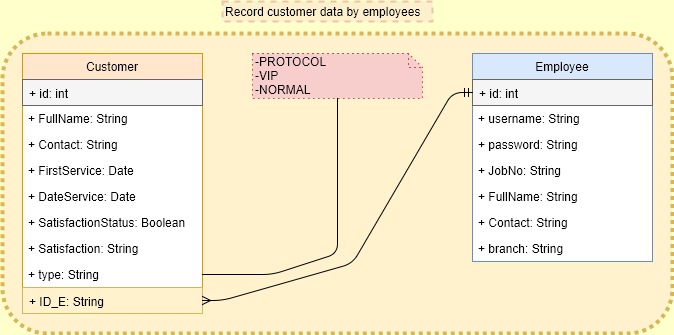 Record customer data by employees
Customer
+ id: int
+ FullName: String
+ Contact: String
+ FirstService: Date
+ DateService: Date
+ SatisfactionStatus: Boolean
+ Satisfaction: String
+ type: String
+ ID_E: String
-PROTOCOL
-VIP
-NORMAL
Employee
+ id: int
+ username: String
+ password: String
+ JobNo: String
+ FullName: String
+ Contact: String
+ branch: String